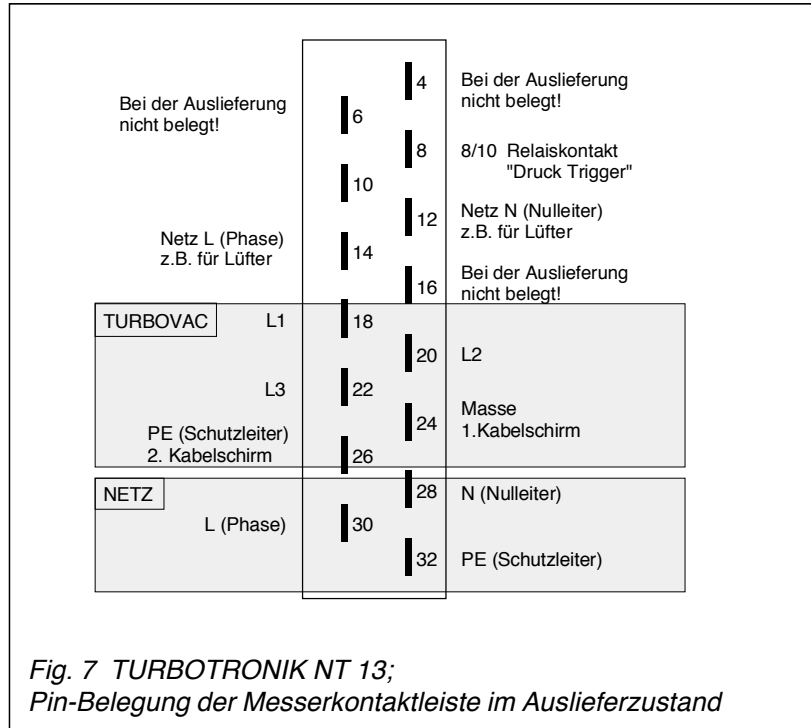 4
Bei der Auslieferung
nicht belegt!
Bei der Auslieferung
nicht belegt!
6
8
8/10 Relaiskontakt
"Druck Trigger"
10
12
Netz N (Nulleiter)
z.B. für Lüfter
Netz L (Phase)
z.B. für Lüfter
14
16
Bei der Auslieferung
nicht belegt!
TURBOVAC
L1
18
20
L2
L3
22
24
Masse
1.Kabelschirm
PE (Schutzleiter)
2. Kabelschirm
26
NETZ
28
N (Nulleiter)
L (Phase)
30
32
PE (Schutzleiter)
Fig. 7 TURBOTRONIK NT 13;
Pin-Belegung der Messerkontaktleiste im Auslieferzustand